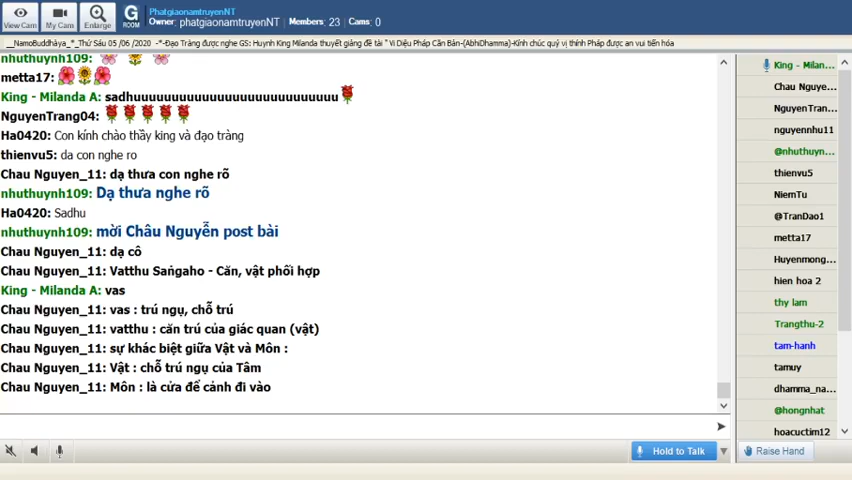 PhatgiaonamtruyenNT
Owner: phatgiaonamtruyenNT Members: 23 Cams: 0
View Cam
My Cam
Enlarge
G
ROOM
__NamoBuddhàya_*_Thứ Sáu 05 /06 /2020 -*-Đạo Tràng được nghe GS: Huynh King Milanda thuyết giảng đề tài " Vi Diệu Pháp Căn Bản-(AbhiDhamma)-Kính chúc quý vị thính Pháp được an vui tiến hóa
nhuthuynh109:
metta17:
King - Milanda A: sadhuuuuuuuuuuuuuuuuuuuuuuuuuuu
NguyenTrang04:
Ha0420: Con kính chào thầy king và đạo tràng
thienvu5: da con nghe ro
Chau Nguyen_11: dạ thưa con nghe rõ
nhuthuynh109: Dạ thưa nghe rõ
Ha0420: Sadhu
nhuthuynh109: mời Châu Nguyễn post bài
Chau Nguyen_11: dạ cô
Chau Nguyen_11: Vatthu Saṅgaho - Căn, vật phối hợp
King - Milanda A: vas
Chau Nguyen_11: vas : trú ngụ, chỗ trú
Chau Nguyen_11: vatthu : căn trú của giác quan (vật)
Chau Nguyen_11: sự khác biệt giữa Vật và Môn :
Chau Nguyen_11: Vật : chỗ trú ngụ của Tâm
Chau Nguyen_11: Môn : là cửa để cảnh đi vào
King - Milan...
Chau Nguye...
NguyenTran...
nguyennhu11
@nhuthuyn...
thienvu5
NiemTu
@TranDao1
metta17
Huyenmong...
hien hoa 2
thy lam
Trangthu-2
tam-hanh
tamuy
dhamma_na...
@hongnhat
hoacuctim12
Hold to Talk
Raise Hand